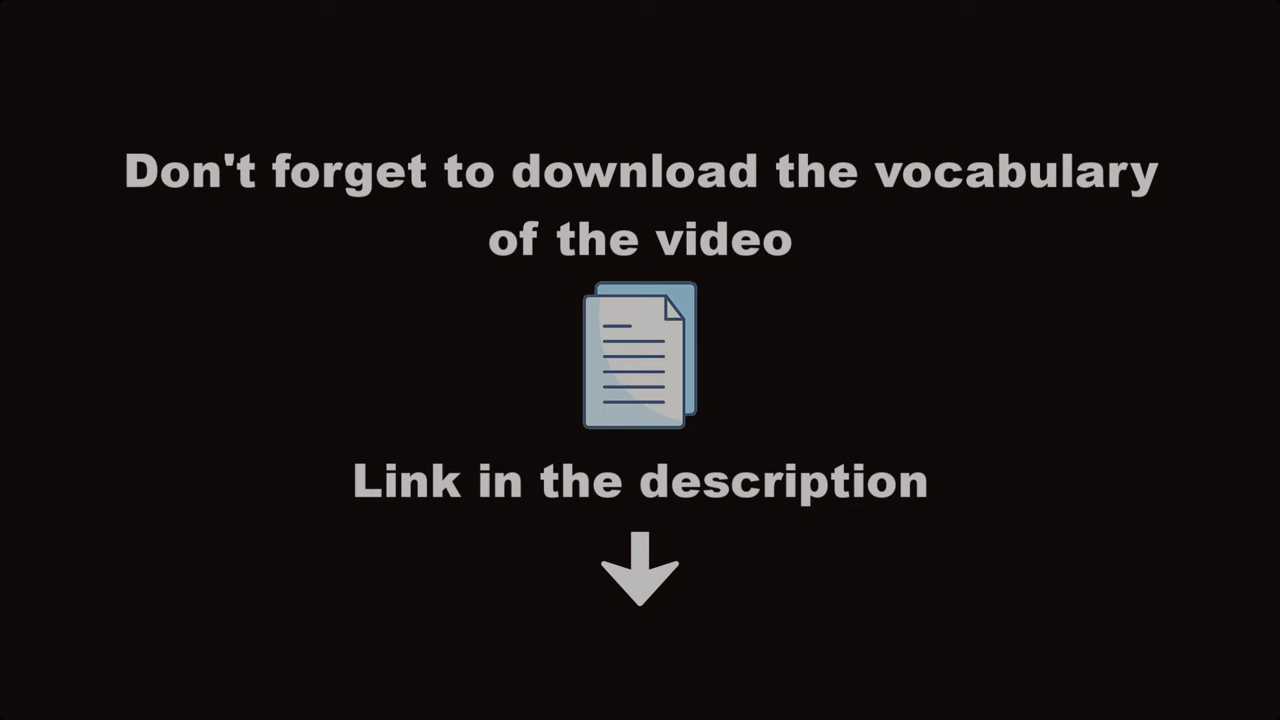 Don't forget to download the vocabulary
of the video
Link in the description